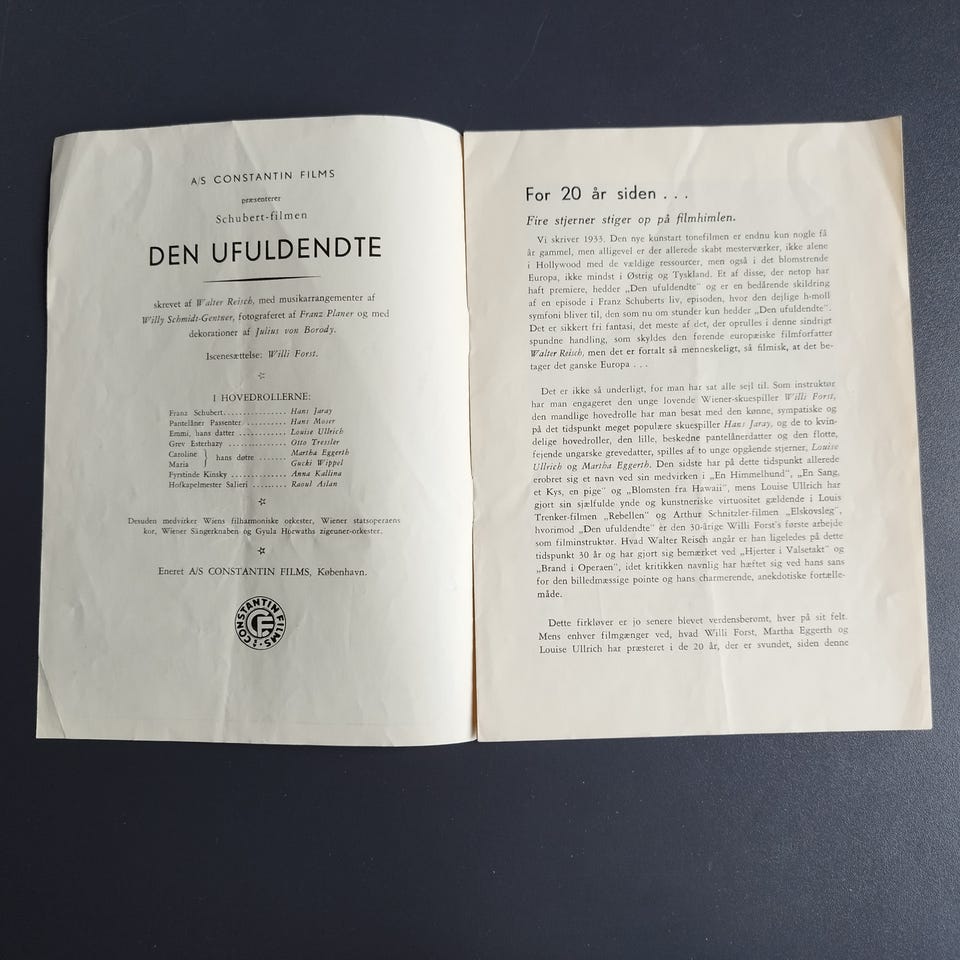 A/S CONSTANTIN FILMS
præsenterer
Schubert-filmen
DEN UFULDENDTE
skrevet af Walter Reisch, med musikarrangementer af
Willy Schmidt-Gentner, fotograferet af Franz Planer og med
dekorationer af Julius von Borody.
Iscenesættelse: Willi Forst.
I HOVEDROLLERNE:
Franz Schubert................ Hans Jaray
Pantelåner Passenter ........... Hans Moser
Emmi, hans datter ............ Louise Ullrich
Grev Esterhazy ............... Otto Tressler
Caroline } hans døtre ....... Martha Eggerth
Maria Gucki Wippel
Fyrstinde Kinsky .............. Anna Kallina
Hofkapelmester Salieri ........ Raoul Aslan
Desuden medvirker Wiens filharmoniske orkester, Wiener statsoperaens
kor, Wiener Sängerknaben og Gyula Horwaths zigeuner-orkester.
Eneret A/S CONSTANTIN FILMS, København.
CONSTANTIN FILMS A/S
CF
For 20 år siden . . .
Fire stjerner stiger op på filmhimlen.
Vi skriver 1933. Den nye kunstart tonefilmen er endnu kun nogle få
år gammel, men alligevel er der allerede skabt mesterværker, ikke alene
i Hollywood med de vældige ressourcer, men også i det blomstrende
Europa, ikke mindst i Østrig og Tyskland. Et af disse, der netop har
haft premiere, hedder „Den ufuldendte" og er en bedårende skildring
af en episode i Franz Schuberts liv, episoden, hvor den dejlige h-moll
symfoni bliver til, den som nu om stunder kun hedder „Den ufuldendte".
Det er sikkert fri fantasi, det meste af det, der oprulles i denne sindrigt
spundne handling, som skyldes den førende europæiske filmforfatter
Walter Reisch, men det er fortalt så menneskeligt, så filmisk, at det be-
tager det ganske Europa . . .
Det er ikke så underligt, for man har sat alle sejl til. Som instruktør
har man engageret den unge lovende Wiener-skuespiller Willi Forst,
den mandlige hovedrolle har man besat med den kønne, sympatiske og
på det tidspunkt meget populære skuespiller Hans Jaray, og de to kvin-
delige hovedroller, den lille, beskedne pantelånerdatter og den flotte,
fejende ungarske grevedatter, spilles af to unge opgående stjerner, Louise
Ullrich og Martha Eggerth. Den sidste har på dette tidspunkt allerede
erobret sig et navn ved sin medvirken i „En Himmelhund", „En Sang,
et Kys, en pige" og „Blomsten fra Hawaii", mens Louise Ullrich har
gjort sin sjælfulde ynde og kunstneriske virtuositet gældende i Louis
Trenker-filmen „Rebellen" og Arthur Schnitzler-filmen „Elskovsleg",
hvorimod „Den ufuldendte" er den 30-årige Willi Forst's første arbejde
som filminstruktør. Hvad Walter Reisch angår er han ligeledes på dette
tidspunkt 30 år og har gjort sig bemærket ved „Hjerter i Valsetakt" og
„Brand i Operaen", idet kritikken navnlig har hæftet sig ved hans sans
for den billedmæssige pointe og hans charmerende, anekdotiske fortælle-
måde.
Dette firkløver er jo senere blevet verdensberømt, hver på sit felt.
Mens enhver filmgænger ved, hvad Willi Forst, Martha Eggerth og
Louise Ullrich har præsteret i de 20 år, der er svundet, siden denne